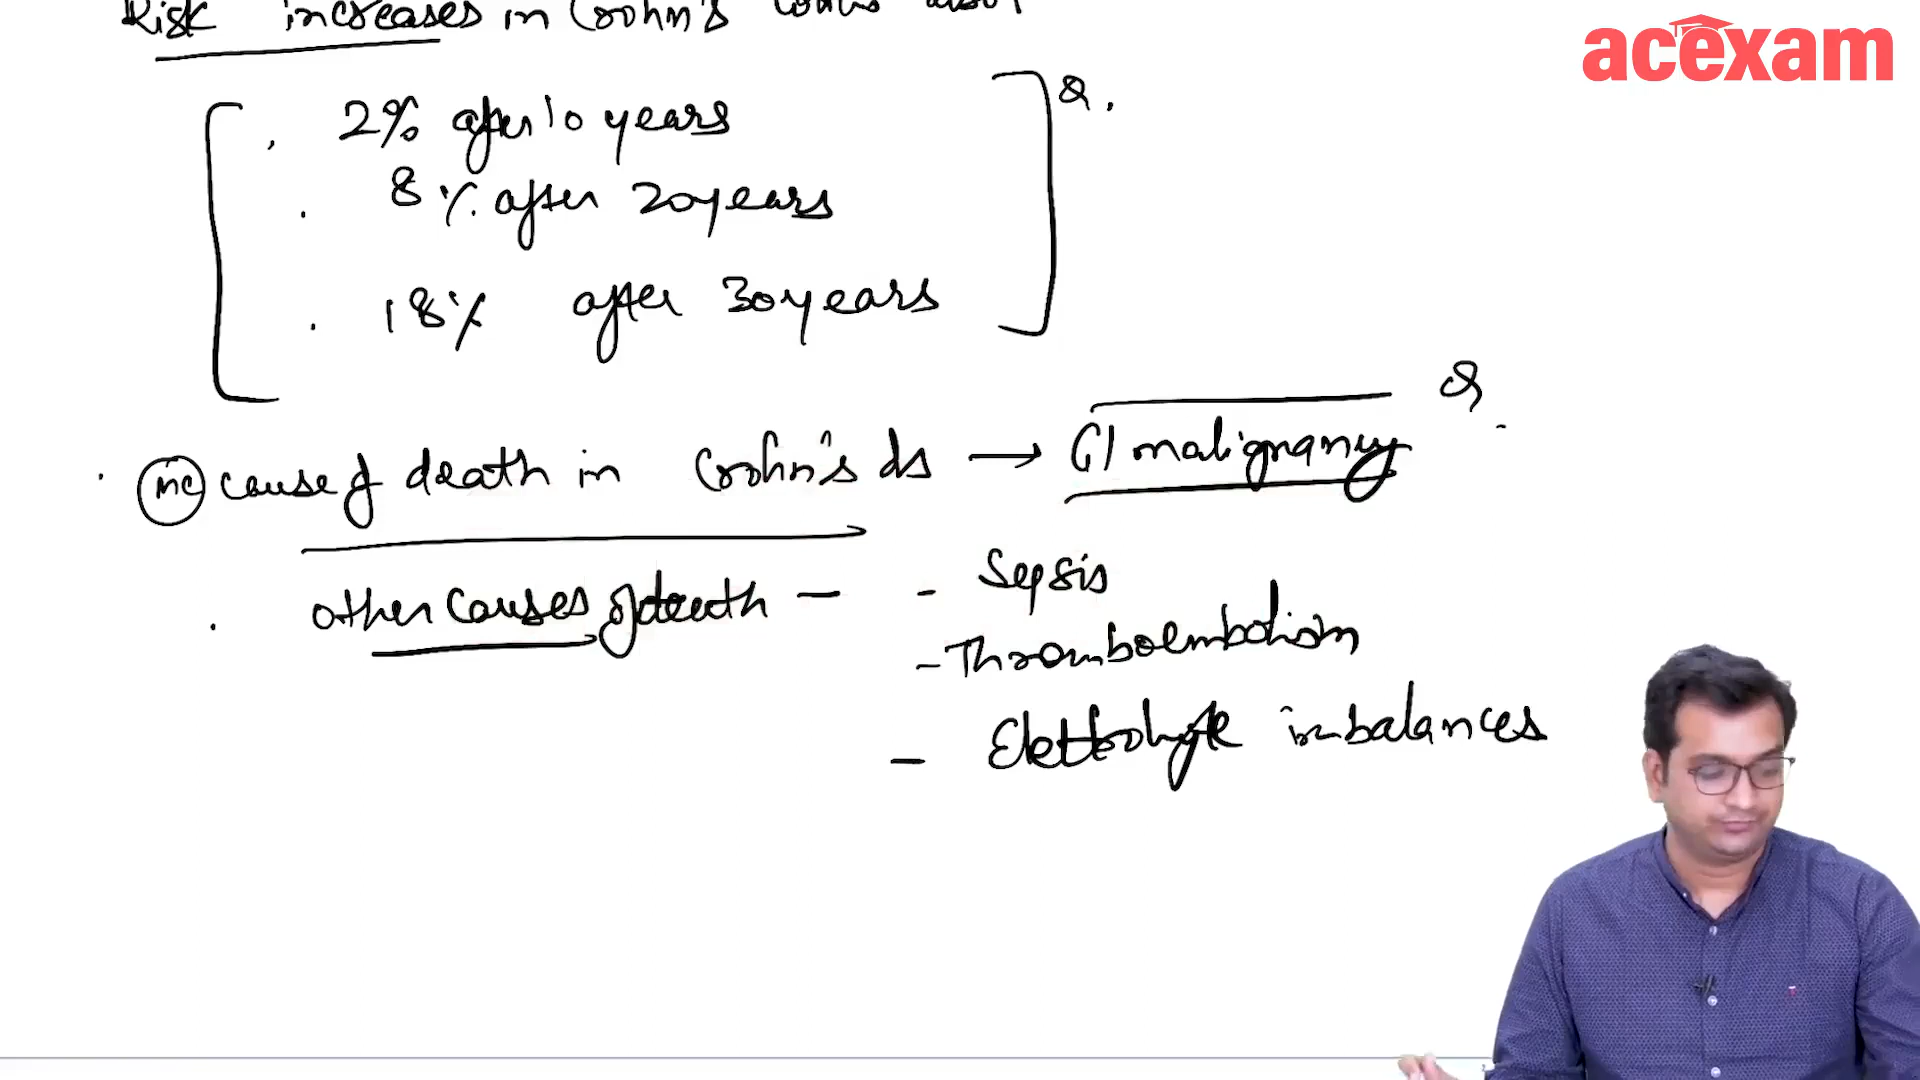 Risk increases in Crohn's
acexam
2% after 10 years
Q.
8% after 20 years
18% after 30 years
Q.
mc cause of death in Crohn's ds → GI malignancy
other causes of death - - Sepsis
- Thromboembolism
- Elettrolyte imbalances